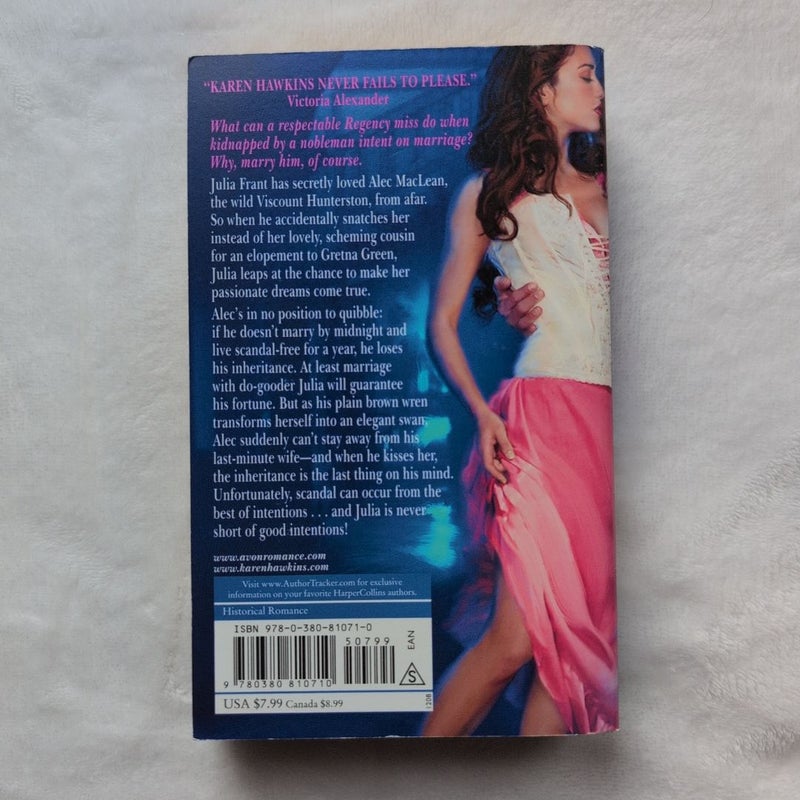 “KAREN HAWKINS NEVER FAILS TO PLEASE.”
Victoria Alexander
What can a respectable Regency miss do when
kidnapped by a nobleman intent on marriage?
Why, marry him, of course.
Julia Frant has secretly loved Alec MacLean,
the wild Viscount Hunterston, from afar.
So when he accidentally snatches her
instead of her lovely, scheming cousin
for an elopement to Gretna Green,
Julia leaps at the chance to make her
passionate dreams come true.
Alec’s in no position to quibble:
if he doesn’t marry by midnight and
live scandal-free for a year, he loses
his inheritance. At least marriage
with do-gooder Julia will guarantee
his fortune. But as his plain brown wren
transforms herself into an elegant swan,
Alec suddenly can’t stay away from his
last-minute wife—and when he kisses her,
the inheritance is the last thing on his mind.
Unfortunately, scandal can occur from the
best of intentions . . . and Julia is never
short of good intentions!
www.avonromance.com
www.karenhawkins.com
Visit www.AuthorTracker.com for exclusive
information on your favorite HarperCollins authors.
Historical Romance
ISBN 978-0-380-81071-0
50799
EAN
S
9 780380 810710
USA $7.99 Canada $8.99
1208